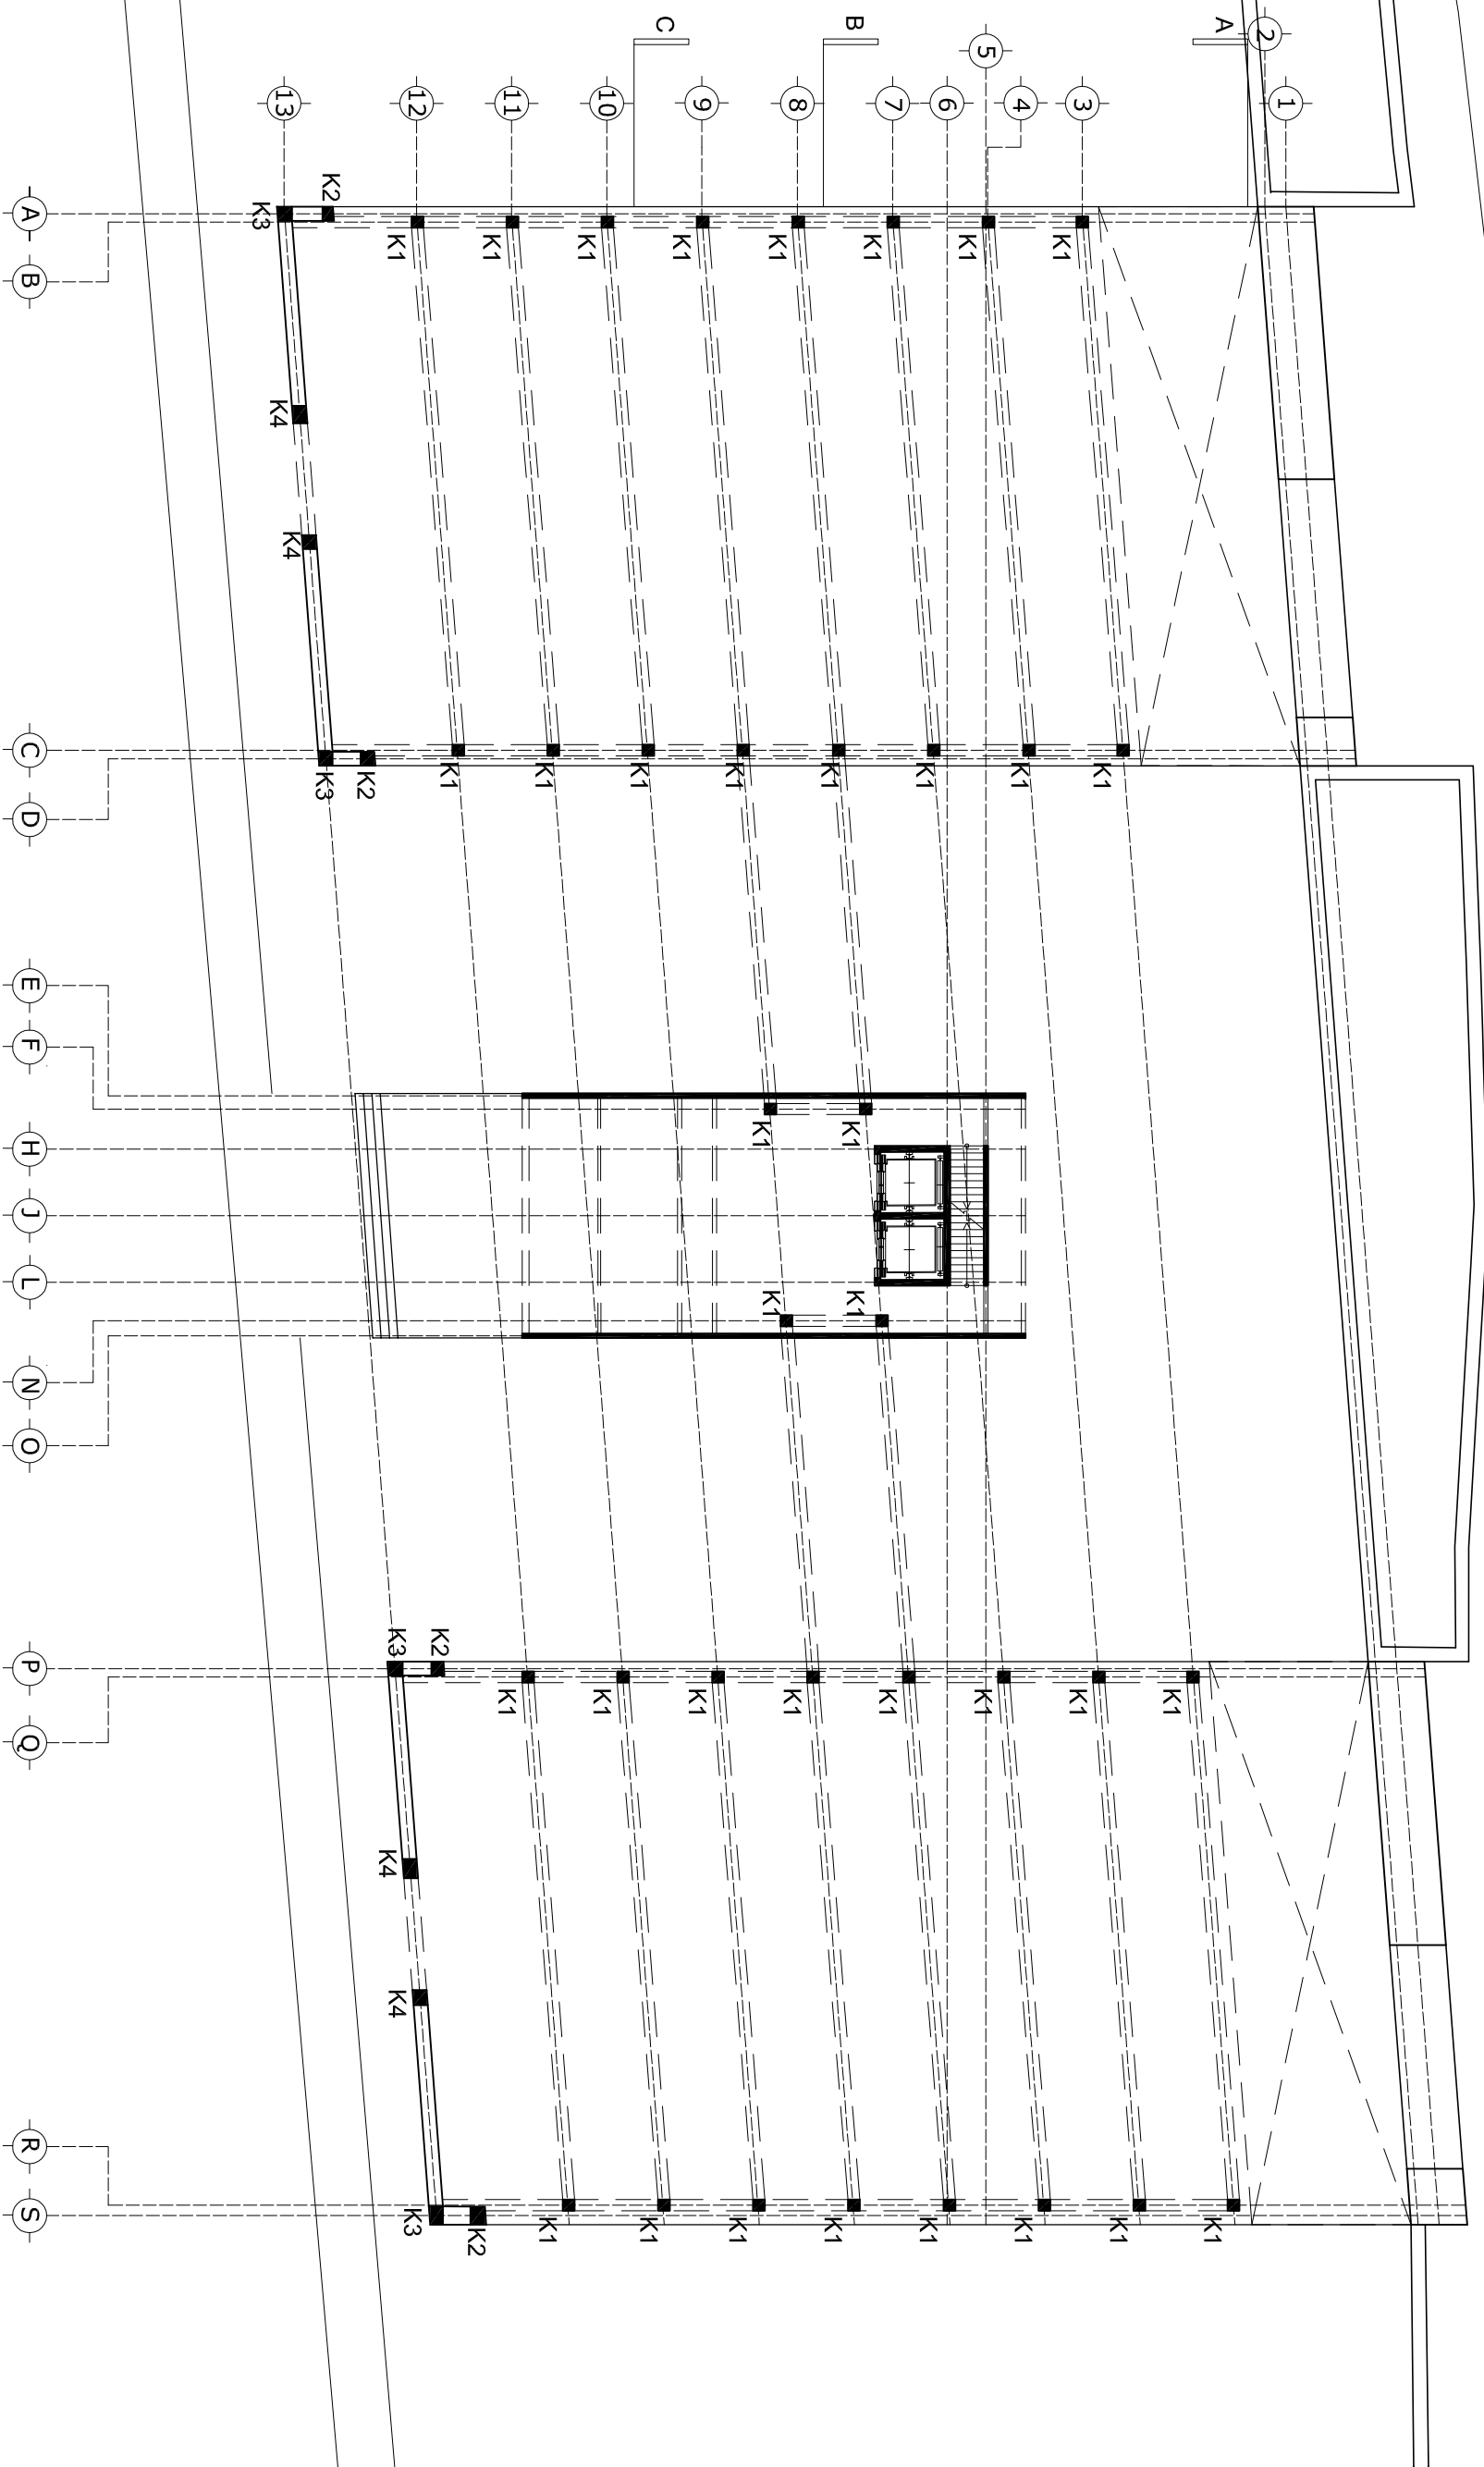 1
2
A
3 K1 K1 K1 K1
4 K1 K1 K1 K1
5
6
7 K1 K1 K1 K1
B
8 K1 K1 K1 K1 K1 K1
9 K1 K1 K1 K1 K1 K1
C
10 K1 K1 K1 K1
11 K1 K1 K1 K1
12 K1 K1 K1 K1
K2 K2 K2 K2
13 K3 K4 K4 K3 K3 K4 K4 K3
A B C D E F H J L N O P Q R S